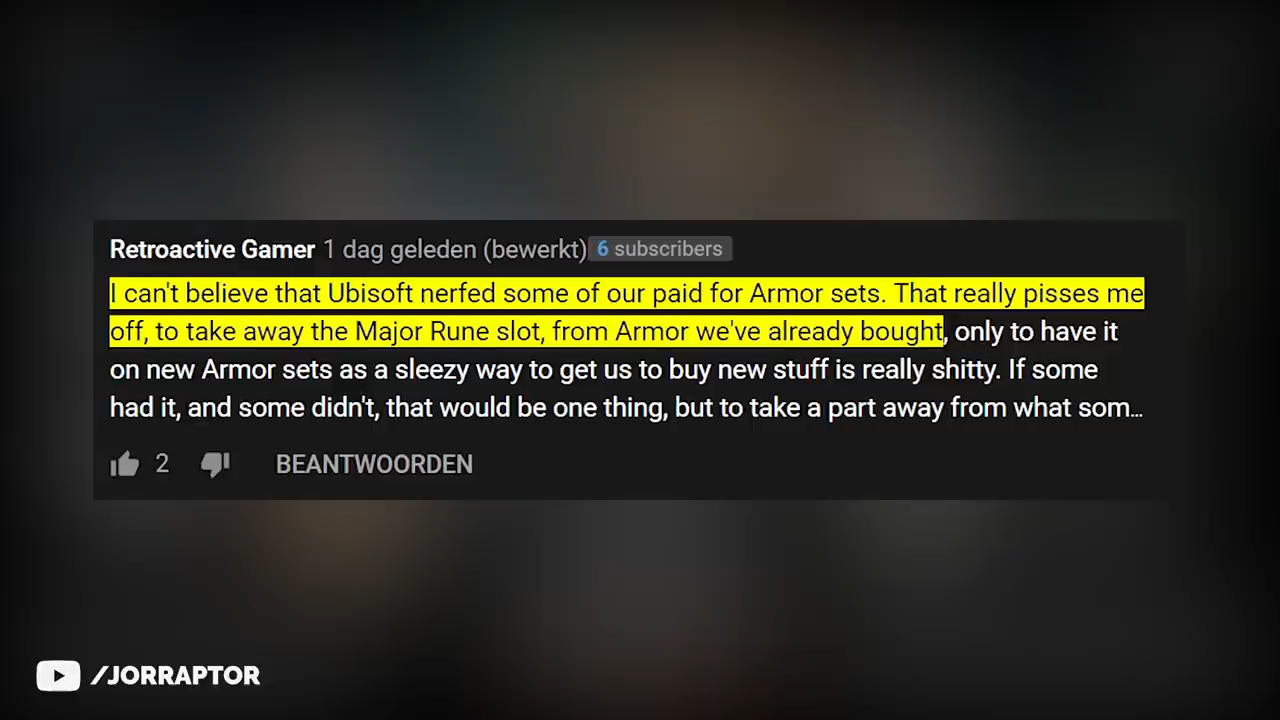 Retroactive Gamer 1 dag geleden (bewerkt) 6 subscribers
I can't believe that Ubisoft nerfed some of our paid for Armor sets. That really pisses me
off, to take away the Major Rune slot, from Armor we've already bought, only to have it
on new Armor sets as a sleezy way to get us to buy new stuff is really shitty. If some
had it, and some didn't, that would be one thing, but to take a part away from what som...
2 BEANTWOORDEN
/JORRAPTOR